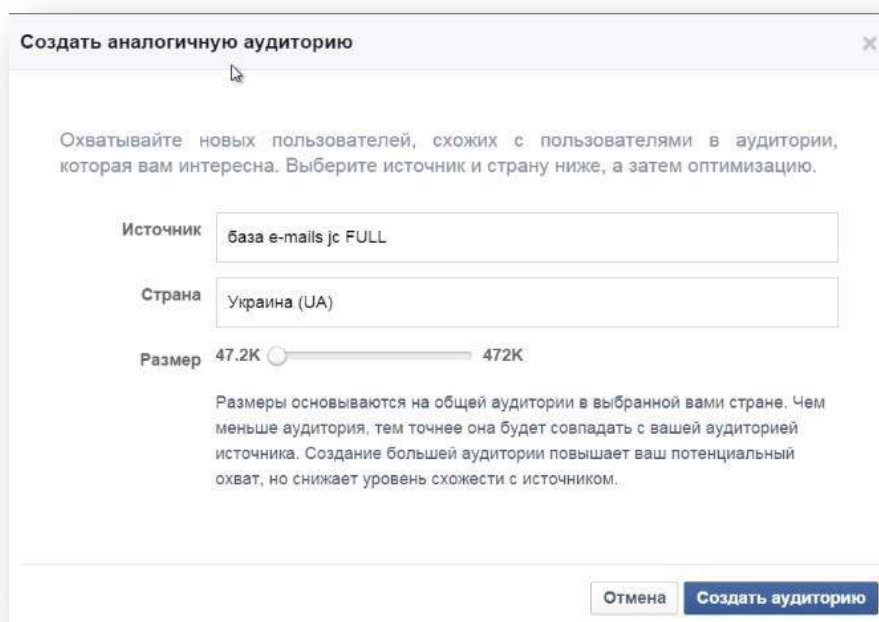 Создать аналогичную аудиторию ×
Охватывайте новых пользователей, схожих с пользователями в аудитории,
которая вам интересна. Выберите источник и страну ниже, а затем оптимизацию.
Источник база e-mails jc FULL
Страна Украина (UA)
Размер 47.2K 472K
Размеры основываются на общей аудитории в выбранной вами стране. Чем
меньше аудитория, тем точнее она будет совпадать с вашей аудиторией
источника. Создание большей аудитории повышает ваш потенциальный
охват, но снижает уровень схожести с источником.
Отмена Создать аудиторию